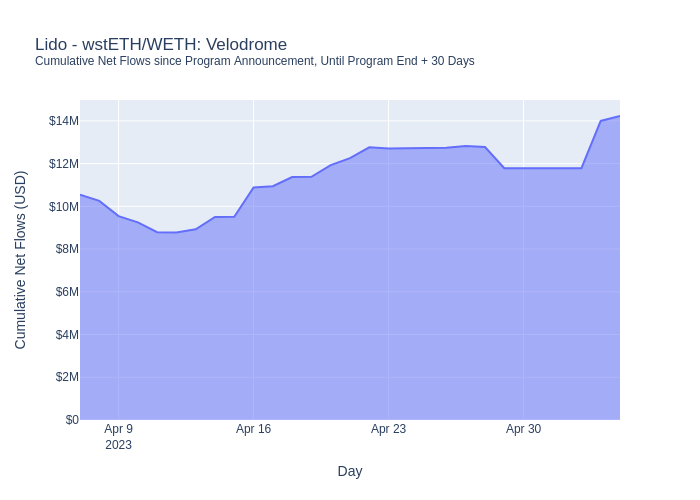 Lido - wstETH/WETH: Velodrome
Cumulative Net Flows since Program Announcement, Until Program End + 30 Days
Cumulative Net Flows (USD)
$14M
$12M
$10M
$8M
$6M
$4M
$2M
$0
Apr 9
2023
Apr 16
Apr 23
Apr 30
Day